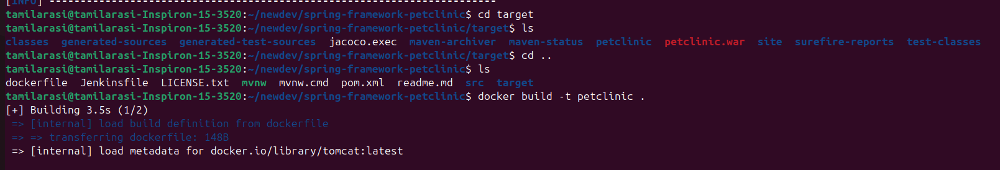 [INFO] ------------------------------------------------------------------------
tamilarasi@tamilarasi-Inspiron-15-3520:~/newdev/spring-framework-petclinic$ cd target
tamilarasi@tamilarasi-Inspiron-15-3520:~/newdev/spring-framework-petclinic/target$ ls
classes  generated-sources  generated-test-sources  jacoco.exec  maven-archiver  maven-status  petclinic  petclinic.war  site  surefire-reports  test-classes
tamilarasi@tamilarasi-Inspiron-15-3520:~/newdev/spring-framework-petclinic/target$ cd ..
tamilarasi@tamilarasi-Inspiron-15-3520:~/newdev/spring-framework-petclinic$ ls
dockerfile  Jenkinsfile  LICENSE.txt  mvnw  mvnw.cmd  pom.xml  readme.md  src  target
tamilarasi@tamilarasi-Inspiron-15-3520:~/newdev/spring-framework-petclinic$ docker build -t petclinic .
[+] Building 3.5s (1/2)
 => [internal] load build definition from dockerfile
 => => transferring dockerfile: 148B
 => [internal] load metadata for docker.io/library/tomcat:latest